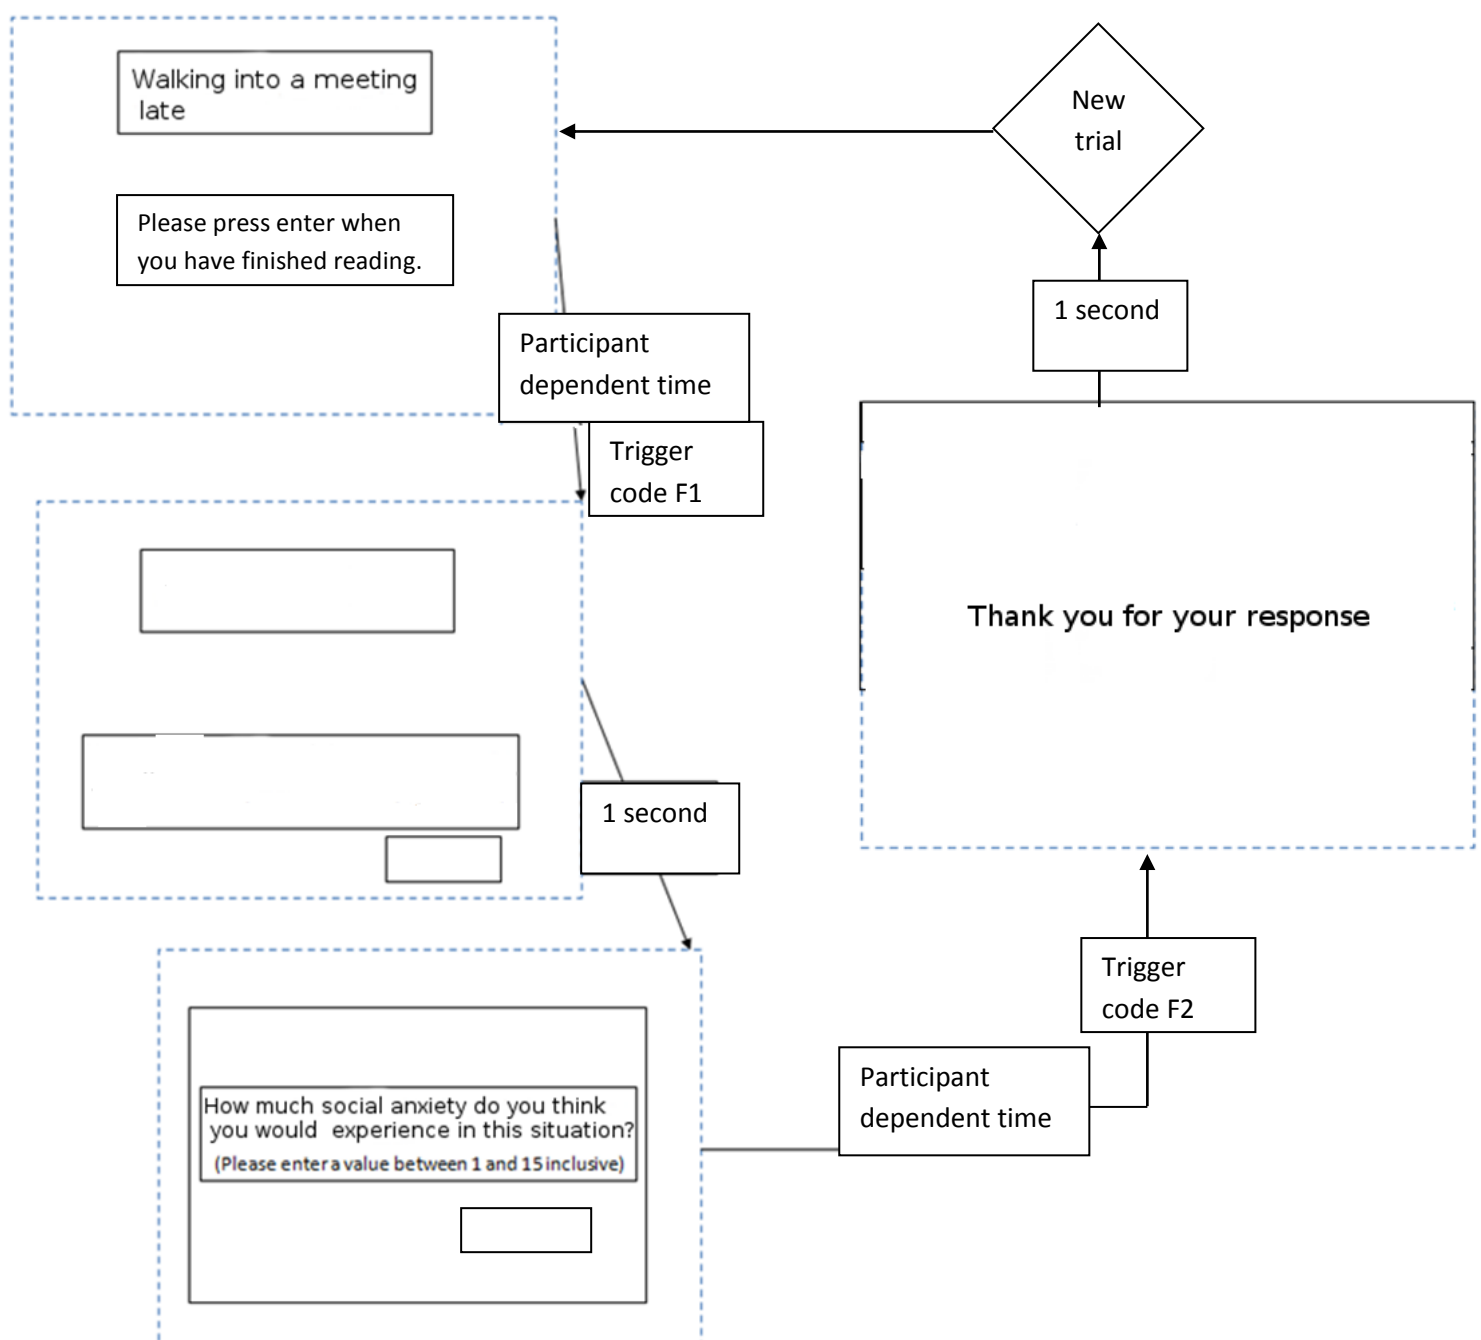 Walking into a meeting
late
Please press enter when
you have finished reading.
Participant
dependent time
Trigger
code F1
1 second
How much social anxiety do you think
you would experience in this situation?
(Please enter a value between 1 and 15 inclusive)
Participant
dependent time
Trigger
code F2
Thank you for your response
1 second
New
trial